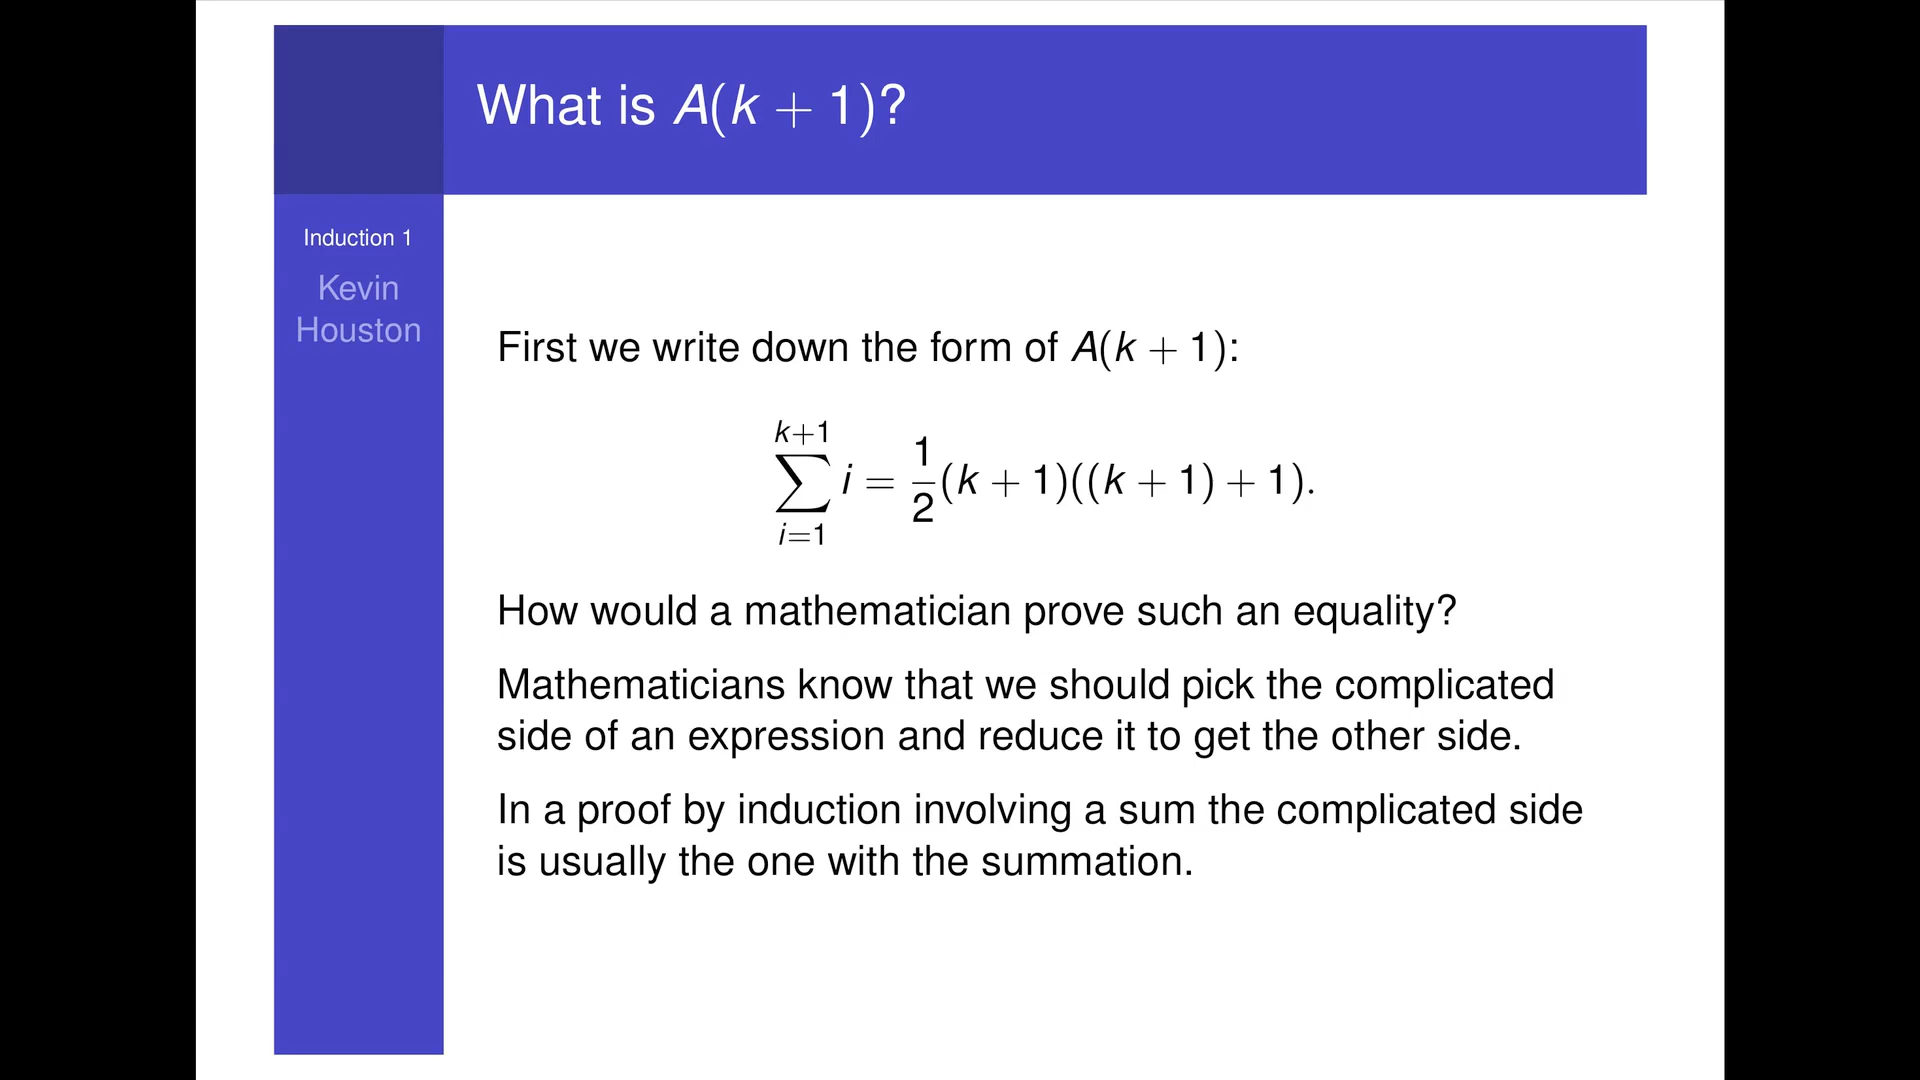 What is A(k + 1)?
Induction 1
Kevin
Houston
First we write down the form of A(k + 1):
\sum_{i=1}^{k+1} i = \frac{1}{2}(k + 1)((k + 1) + 1).
How would a mathematician prove such an equality?
Mathematicians know that we should pick the complicated
side of an expression and reduce it to get the other side.
In a proof by induction involving a sum the complicated side
is usually the one with the summation.